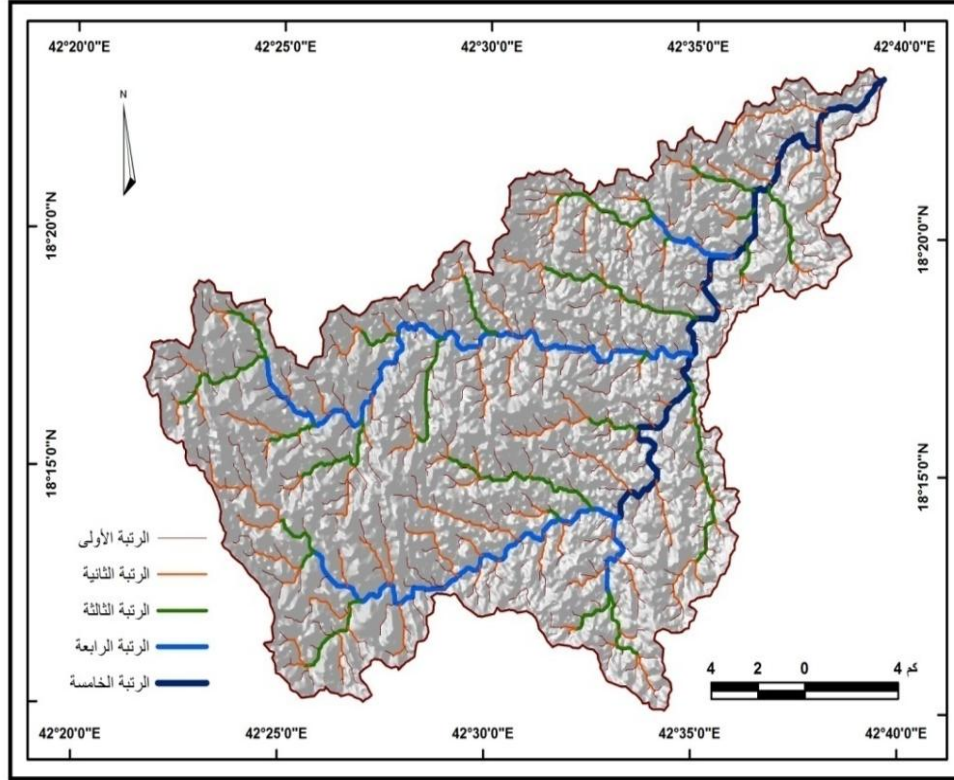 42°20'0"E 42°25'0"E 42°30'0"E 42°35'0"E 42°40'0"E
N
18°20'0"N 18°20'0"N
18°15'0"N 18°15'0"N
الرتبة الأولى
الرتبة الثانية
الرتبة الثالثة
الرتبة الرابعة
الرتبة الخامسة
4 2 0 4 كم
42°20'0"E 42°25'0"E 42°30'0"E 42°35'0"E 42°40'0"E